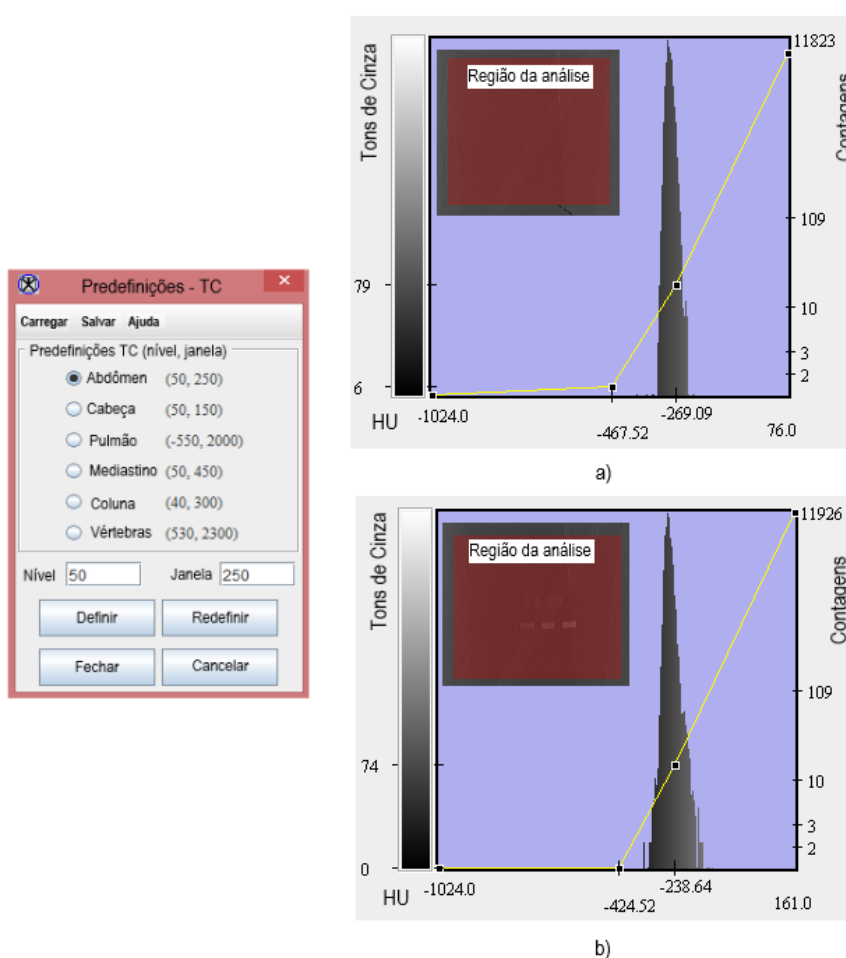 Predefinições - TC
Carregar Salvar Ajuda
Predefinições TC (nível, janela)
Abdômen (50, 250)
Cabeça (50, 150)
Pulmão (-550, 2000)
Mediastino (50, 450)
Coluna (40, 300)
Vértebras (530, 2300)
Nível 50 Janela 250
Definir Redefinir
Fechar Cancelar
Tons de Cinza
Região da análise
11823
Contagens
109
79
10
3
2
6
HU -1024.0 -269.09
-467.52 76.0
a)
Tons de Cinza
Região da análise
11926
Contagens
109
74
10
3
2
0
HU -1024.0 -238.64
-424.52 161.0
b)